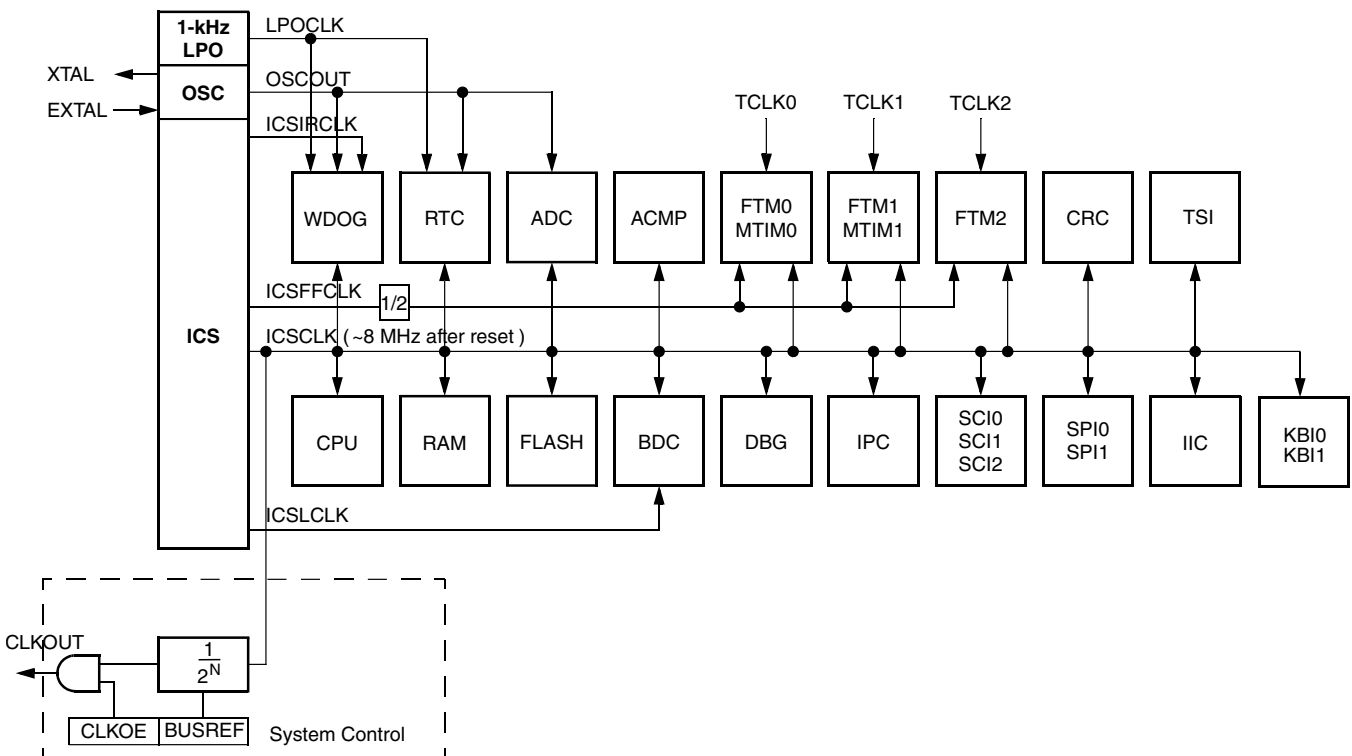 1-kHz
LPO
LPOCLK
XTAL
OSC
OSCOUT
EXTAL
ICSIRCLK
TCLK0
TCLK1
TCLK2
WDOG
RTC
ADC
ACMP
FTM0
MTIM0
FTM1
MTIM1
FTM2
CRC
TSI
ICSFFCLK
1/2
ICS
ICSCLK (~8 MHz after reset )
CPU
RAM
FLASH
BDC
DBG
IPC
SCI0
SCI1
SCI2
SPI0
SPI1
IIC
KBI0
KBI1
ICSLCLK
CLKOUT
1
2N
CLKOE
BUSREF
System Control